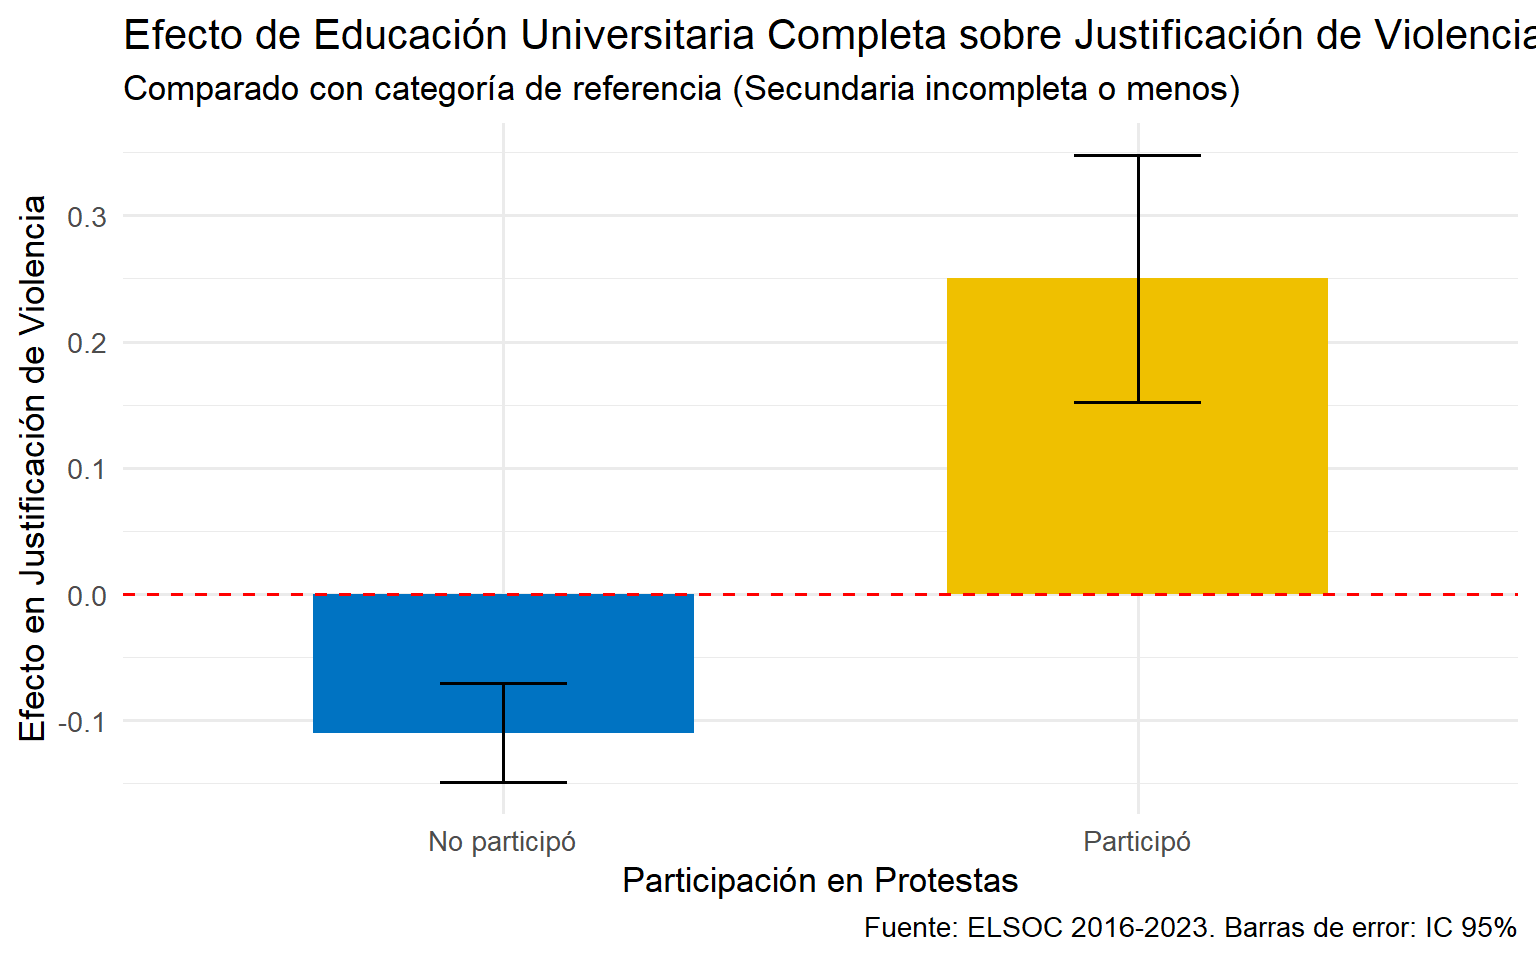 Efecto de Educación Universitaria Completa sobre Justificación de Violencia
Comparado con categoría de referencia (Secundaria incompleta o menos)
Efecto en Justificación de Violencia
0.3
0.2
0.1
0.0
-0.1
No participó
Participó
Participación en Protestas
Fuente: ELSOC 2016-2023. Barras de error: IC 95%